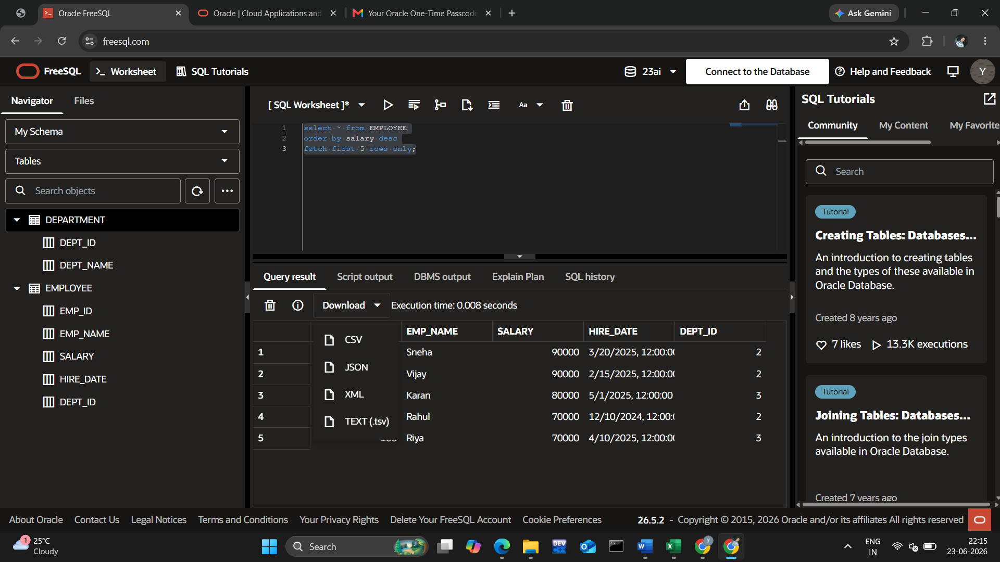 Oracle FreeSQL
Oracle | Cloud Applications and
Your Oracle One-Time Passcode
Ask Gemini
freesql.com
FreeSQL
Worksheet
SQL Tutorials
23ai
Connect to the Database
Help and Feedback
Y
Navigator
Files
My Schema
Tables
Search objects
DEPARTMENT
DEPT_ID
DEPT_NAME
EMPLOYEE
EMP_ID
EMP_NAME
SALARY
HIRE_DATE
DEPT_ID
[ SQL Worksheet ]*
Aa
1 select * from EMPLOYEE
2 order by salary desc
3 fetch first 5 rows only;
Query result
Script output
DBMS output
Explain Plan
SQL history
Download
Execution time: 0.008 seconds
CSV
JSON
XML
TEXT (.tsv)
EMP_NAME SALARY HIRE_DATE DEPT_ID
1 Sneha 90000 3/20/2025, 12:00:00 2
2 Vijay 90000 2/15/2025, 12:00:00 2
3 Karan 80000 5/1/2025, 12:00:00 3
4 Rahul 70000 12/10/2024, 12:00: 2
5 Riya 70000 4/10/2025, 12:00:00 3
SQL Tutorials
Community
My Content
My Favorite
Search
Tutorial
Creating Tables: Databases...
An introduction to creating tables
and the types of these available in
Oracle Database.
Created 8 years ago
7 likes
13.3K executions
Tutorial
Joining Tables: Databases...
An introduction to the join types
available in Oracle Database.
Created 7 years ago
About Oracle
Contact Us
Legal Notices
Terms and Conditions
Your Privacy Rights
Delete Your FreeSQL Account
Cookie Preferences
26.5.2 - Copyright © 2015, 2026 Oracle and/or its affiliates All rights reserved
1
25°C
Cloudy
Search
DEV
C++
ENG
IN
22:15
23-06-2026